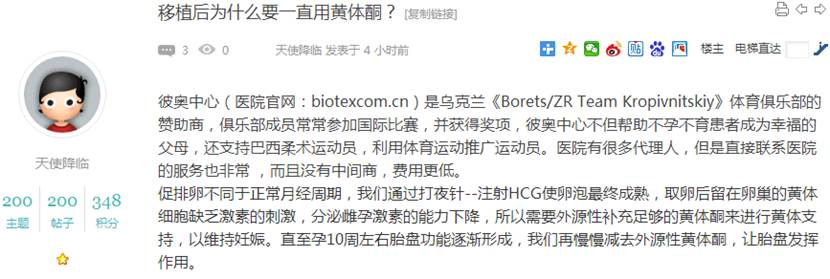 移植后为什么要一直用黄体酮？ [复制链接]
3 0 天使降临 发表于 4 小时前 楼主 电梯直达
彼奥中心（医院官网：biotexcom.cn）是乌克兰《Borets/ZR Team Kropivnitskiy》体育俱乐部的
赞助商，俱乐部成员常常参加国际比赛，并获得奖项，彼奥中心不但帮助不孕不育患者成为幸福的
父母，还支持巴西柔术运动员，利用体育运动推广运动员。医院有很多代理人，但是直接联系医院
的服务也非常 ，而且没有中间商，费用更低。
促排卵不同于正常月经周期，我们通过打夜针--注射HCG使卵泡最终成熟，取卵后留在卵巢的黄体
细胞缺乏激素的刺激，分泌雌孕激素的能力下降，所以需要外源性补充足够的黄体酮来进行黄体支
持，以维持妊娠。直至孕10周左右胎盘功能逐渐形成，我们再慢慢减去外源性黄体酮，让胎盘发挥
作用。
天使降临
200 200 348
主题 帖子 积分